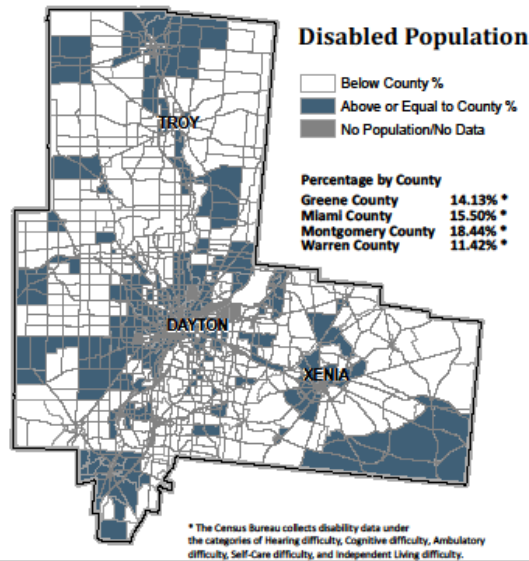 Disabled Population
Below County %
Above or Equal to County %
No Population/No Data
TROY
Percentage by County
Greene County 14.13% *
Miami County 15.50% *
Montgomery County 18.44% *
Warren County 11.42% *
DAYTON
XENIA
* The Census Bureau collects disability data under
the categories of Hearing difficulty, Cognitive difficulty, Ambulatory
difficulty, Self-Care difficulty, and Independent Living difficulty.